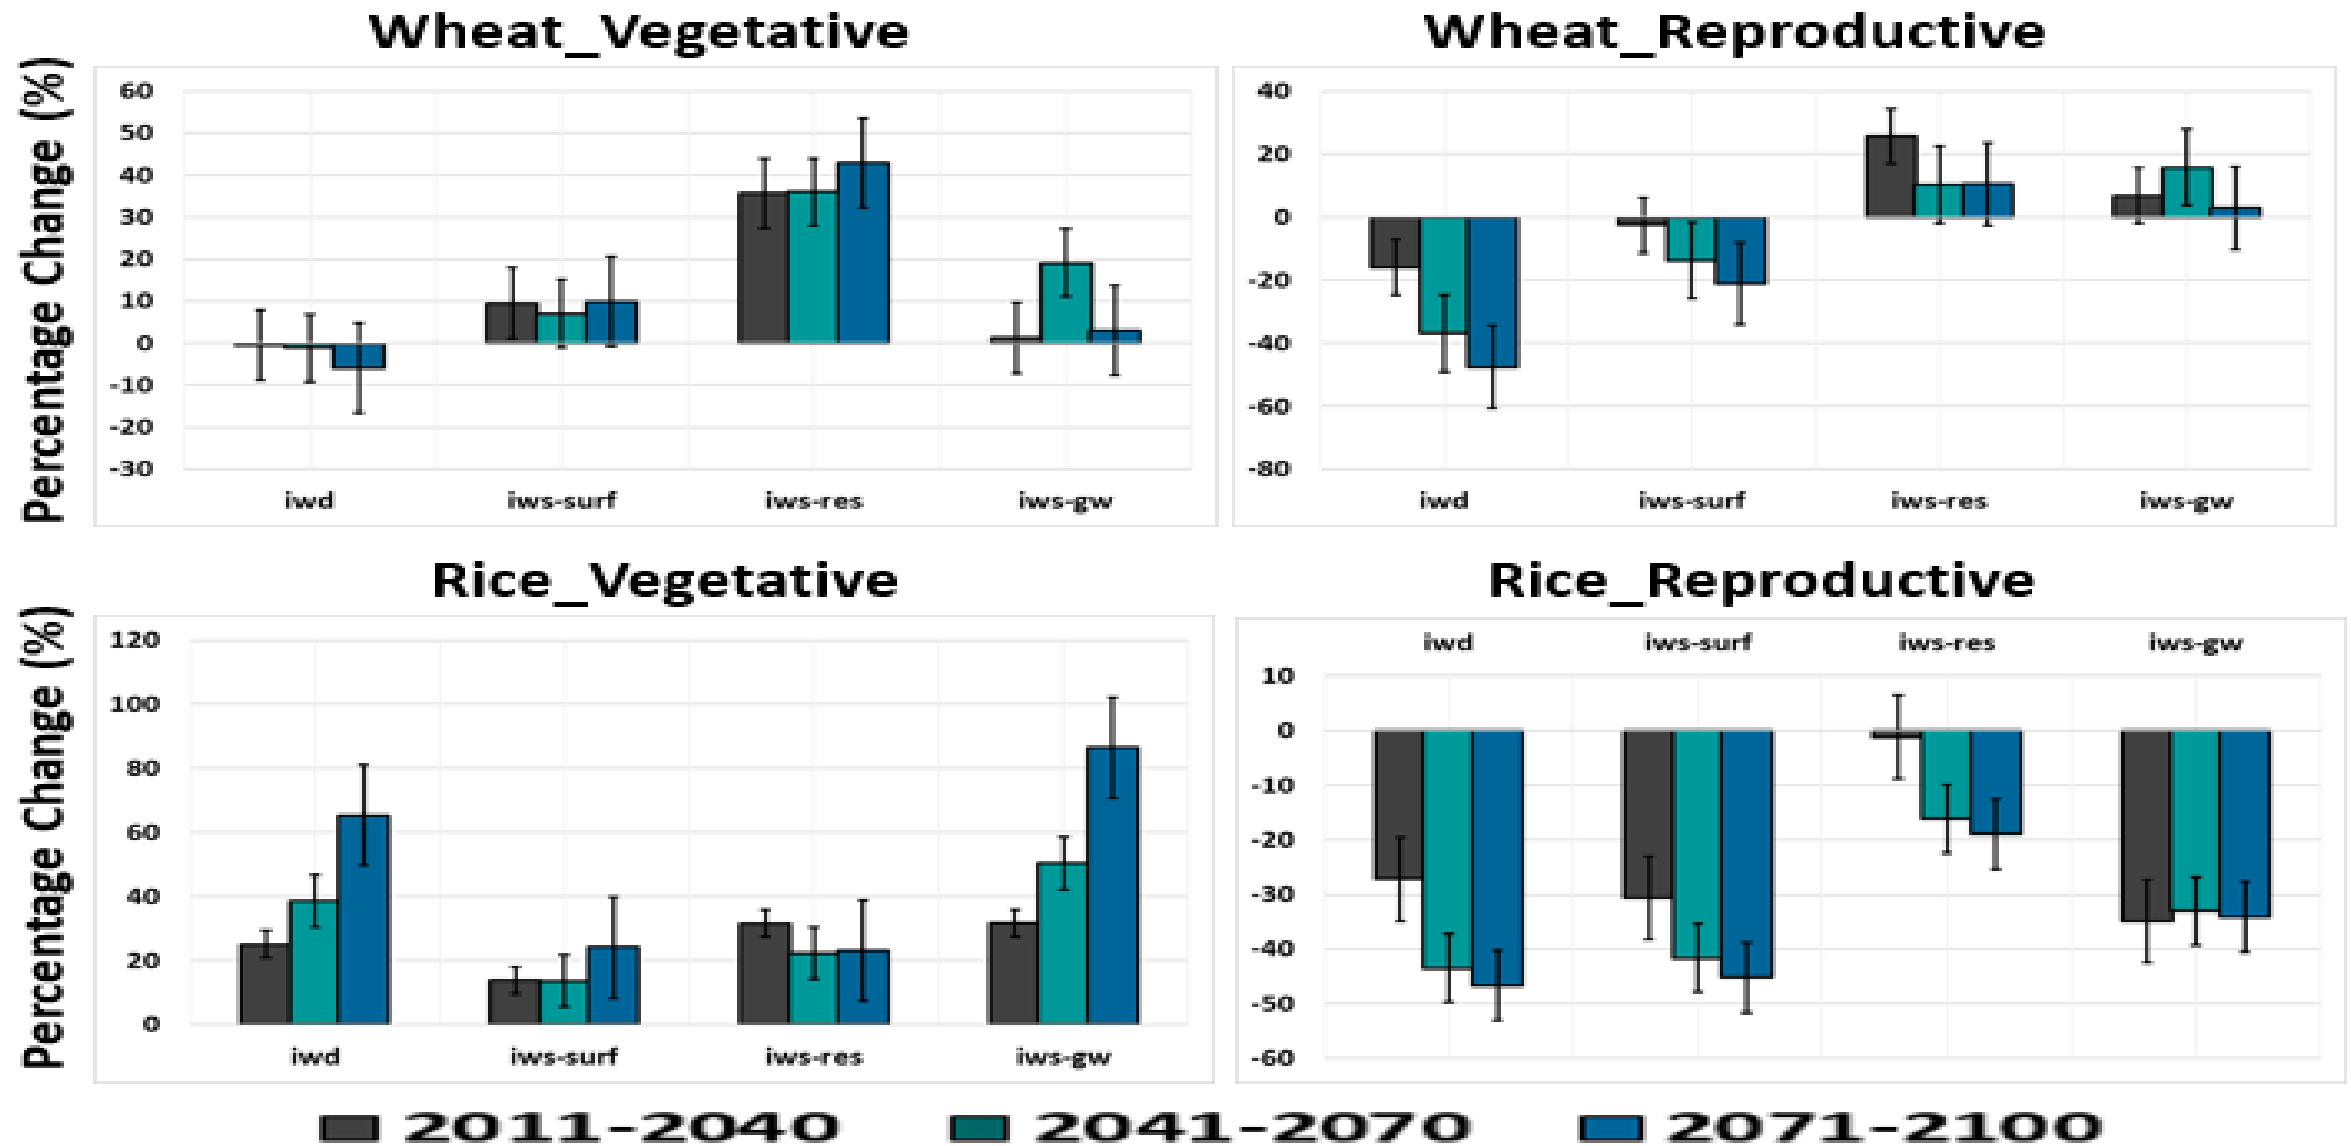 Wheat_Vegetative
Percentage Change (%)
60
50
40
30
20
10
0
-10
-20
-30
iwd iws-surf iws-res iws-gw
Wheat_Reproductive
40
20
0
-20
-40
-60
-80
iwd iws-surf iws-res iws-gw
Rice_Vegetative
Percentage Change (%)
120
100
80
60
40
20
0
iwd iws-surf iws-res iws-gw
Rice_Reproductive
iwd iws-surf iws-res iws-gw
10
0
-10
-20
-30
-40
-50
-60
2011-2040 2041-2070 2071-2100